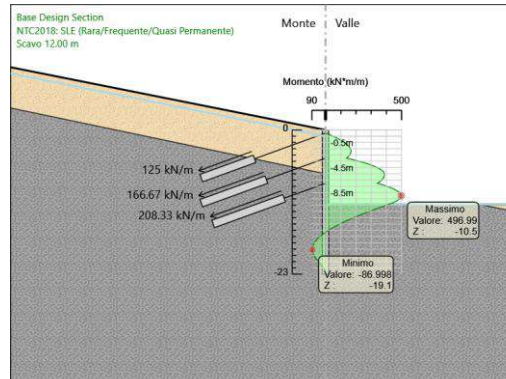 Base Design Section
NTC2018: SLE (Rara/Frequente/Quasi Permanente)
Scavo 12.00 m
Monte
Valle
Momento (kN*m/m)
90
500
0
-0.5m
125 kN/m
-4.5m
166.67 kN/m
-8.5m
208.33 kN/m
Massimo
Valore: 496.99
Z : -10.5
-23
Minimo
Valore: -86.998
Z : -19.1